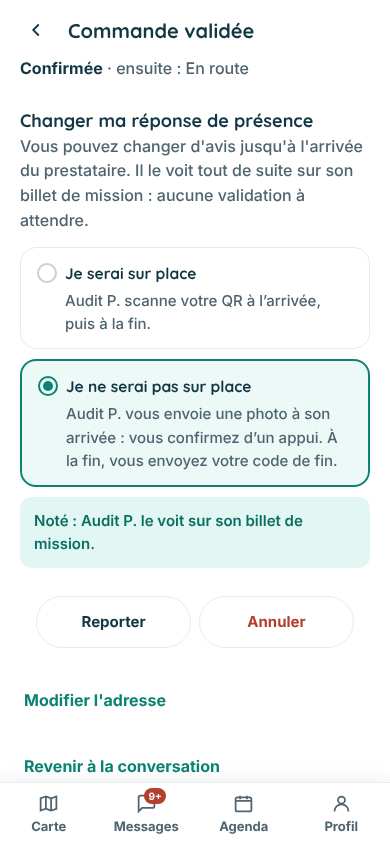 Commande validée
Confirmée · ensuite : En route
Changer ma réponse de présence
Vous pouvez changer d'avis jusqu'à l'arrivée
du prestataire. Il le voit tout de suite sur son
billet de mission : aucune validation à
attendre.
Je serai sur place
Audit P. scanne votre QR à l’arrivée,
puis à la fin.
Je ne serai pas sur place
Audit P. vous envoie une photo à son
arrivée : vous confirmez d’un appui. À
la fin, vous envoyez votre code de fin.
Noté : Audit P. le voit sur son billet de
mission.
Reporter
Annuler
Modifier l'adresse
Revenir à la conversation
9+
Carte
Messages
Agenda
Profil